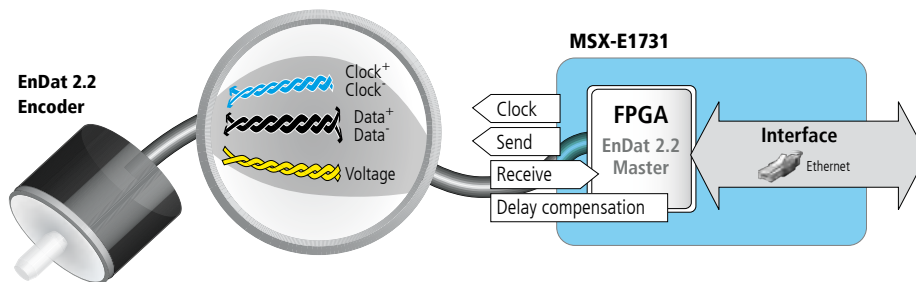 EnDat 2.2
Encoder
Clock+
Clock-
Data+
Data-
Voltage
MSX-E1731
Clock
Send
Receive
Delay compensation
FPGA
EnDat 2.2
Master
Interface
Ethernet